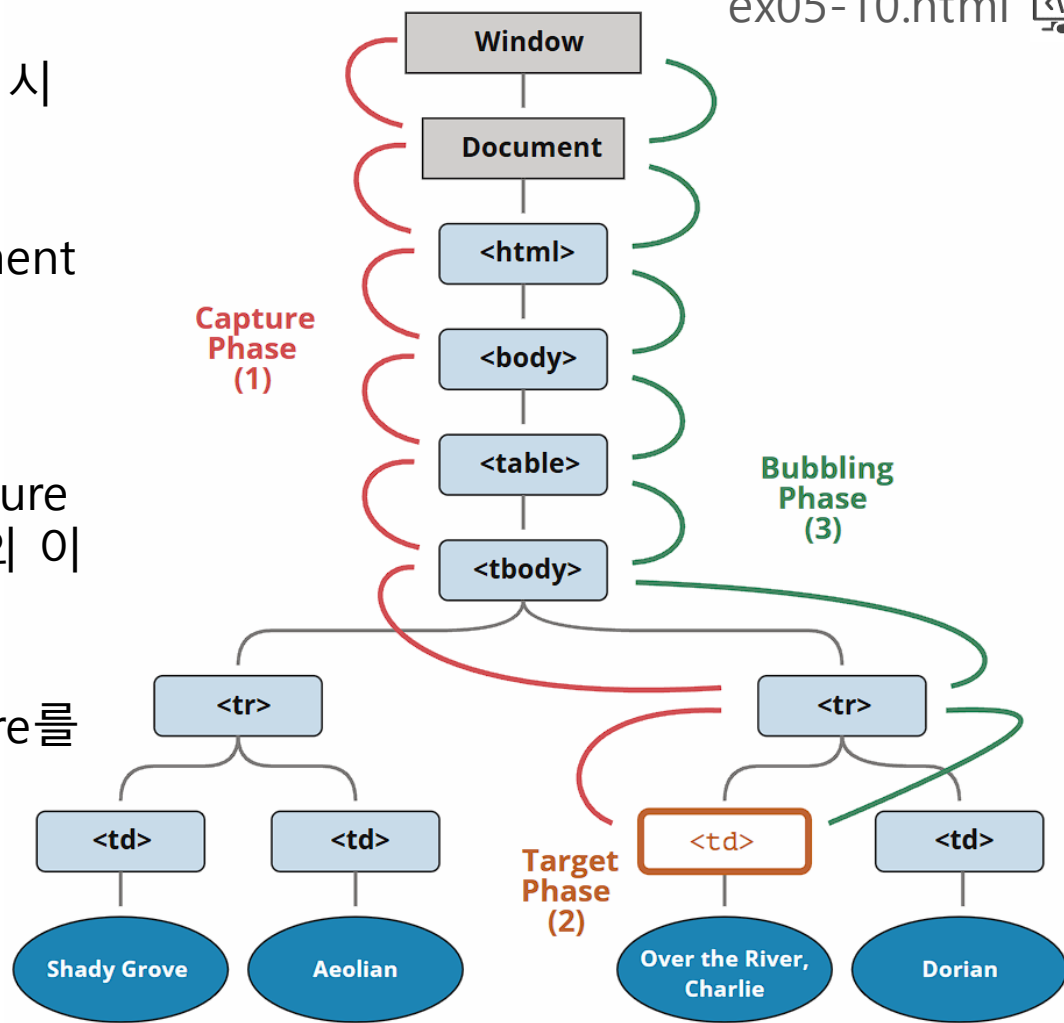 ex05-10.html
시
ment
ure
의 이
re를
Window
Document
<html>
Capture
Phase
(1)
<body>
<table>
Bubbling
Phase
(3)
<tbody>
<tr>
<tr>
<td>
<td>
<td>
<td>
Target
Phase
(2)
Shady Grove
Aeolian
Over the River,
Charlie
Dorian